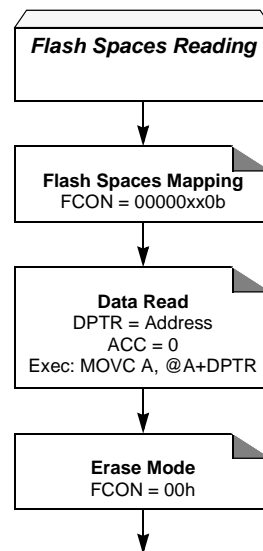 Flash Spaces Reading
Flash Spaces Mapping
FCON = 00000xx0b
Data Read
DPTR = Address
ACC = 0
Exec: MOVC A, @A+DPTR
Erase Mode
FCON = 00h